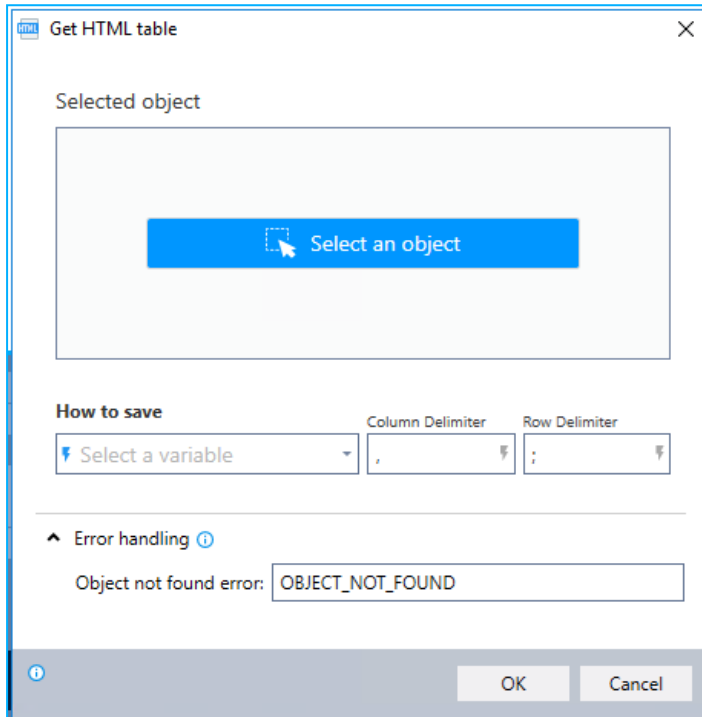 HTML Get HTML table
Selected object
Select an object
How to save
Column Delimiter
Row Delimiter
Select a variable
,
;
Error handling
Object not found error: OBJECT_NOT_FOUND
OK
Cancel